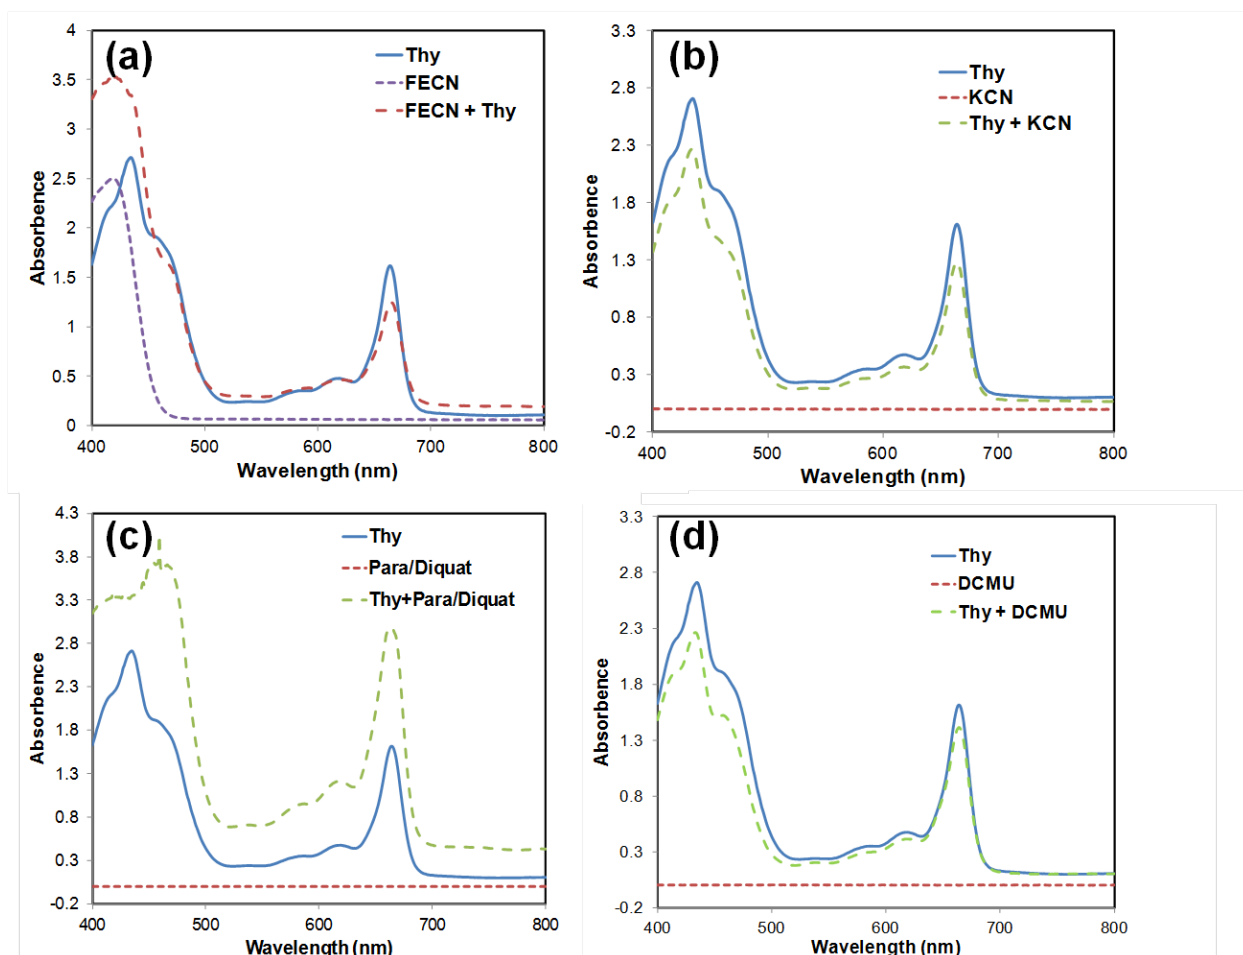 (a)
Thy
FECN
FECN + Thy
4
3.5
3
2.5
2
1.5
1
0.5
0
400 500 600 700 800
Absorbence
Wavelength (nm)
(b)
Thy
KCN
Thy + KCN
3.3
2.8
2.3
1.8
1.3
0.8
0.3
-0.2
400 500 600 700 800
Absorbence
Wavelength (nm)
(c)
Thy
Para/Diquat
Thy+Para/Diquat
4.3
3.8
3.3
2.8
2.3
1.8
1.3
0.8
0.3
-0.2
400 500 600 700 800
Absorbence
Wavelength (nm)
(d)
Thy
DCMU
Thy + DCMU
3.3
2.8
2.3
1.8
1.3
0.8
0.3
-0.2
400 500 600 700 800
Absorbence
Wavelength (nm)